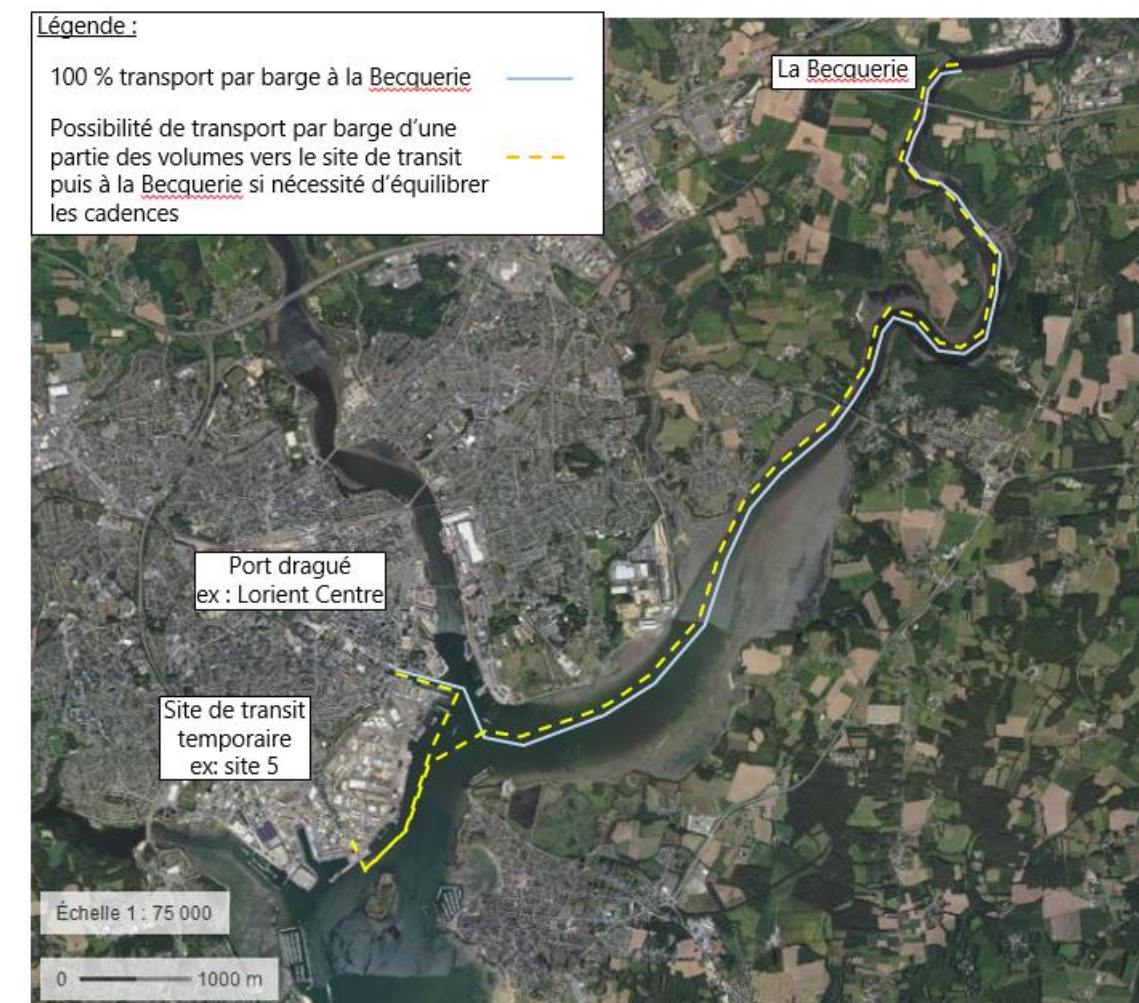 Légende :
100 % transport par barge à la Becquerie
Possibilité de transport par barge d'une
partie des volumes vers le site de transit
puis à la Becquerie si nécessité d'équilibrer
les cadences
La Becquerie
Port dragué
ex : Lorient Centre
Site de transit
temporaire
ex: site 5
Échelle 1 : 75 000
0 1000 m